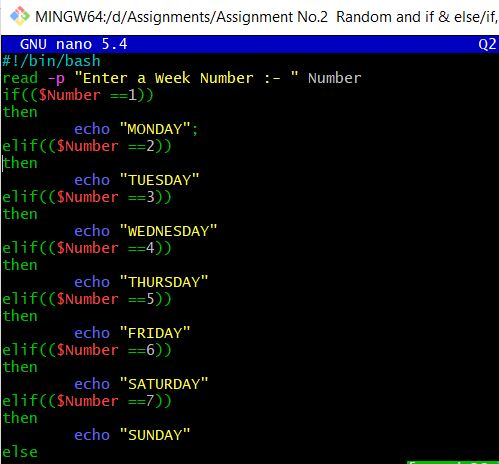 MINGW64:/d/Assignments/Assignment No.2 Random and if & else/if,
GNU nano 5.4 Q2
#!/bin/bash
read -p "Enter a Week Number :- " Number
if(($Number ==1))
then
echo "MONDAY";
elif(($Number ==2))
then
echo "TUESDAY"
elif(($Number ==3))
then
echo "WEDNESDAY"
elif(($Number ==4))
then
echo "THURSDAY"
elif(($Number ==5))
then
echo "FRIDAY"
elif(($Number ==6))
then
echo "SATURDAY"
elif(($Number ==7))
then
echo "SUNDAY"
else